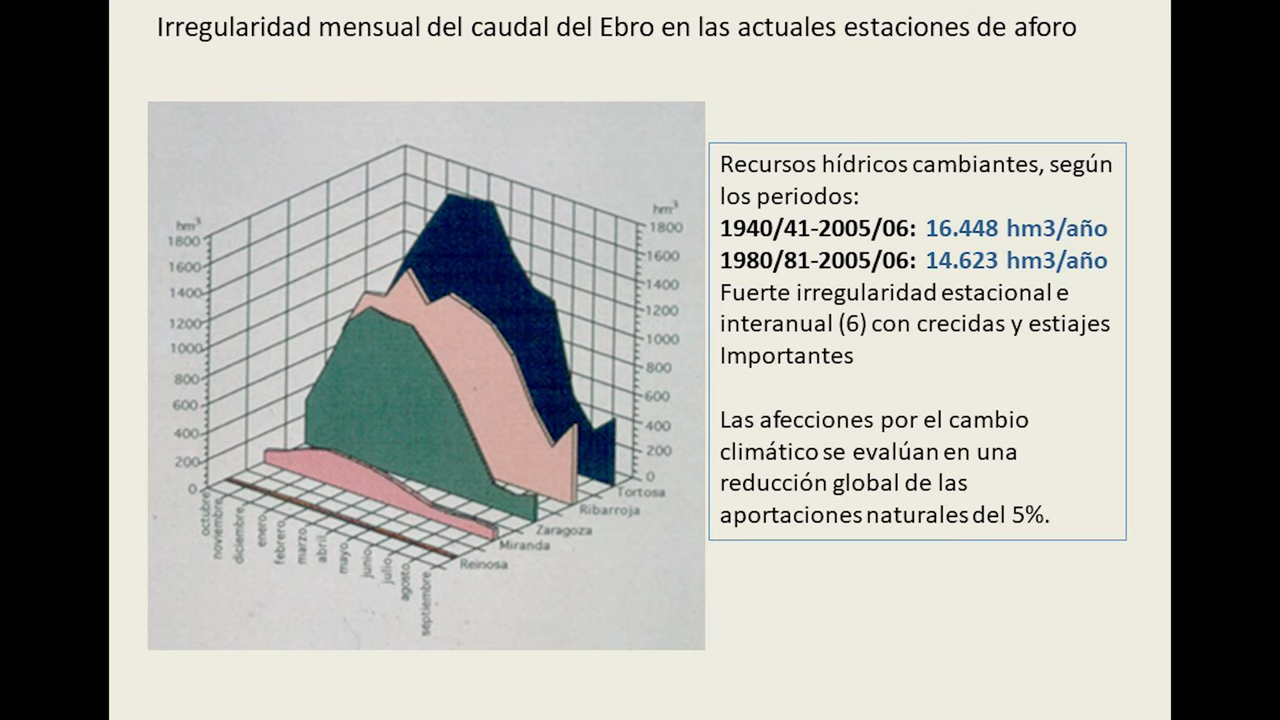 Irregularidad mensual del caudal del Ebro en las actuales estaciones de aforo
Recursos hídricos cambiantes, según
los periodos:
1940/41-2005/06: 16.448 hm3/año
1980/81-2005/06: 14.623 hm3/año
Fuerte irregularidad estacional e
interanual (6) con crecidas y estiajes
Importantes
Las afecciones por el cambio
climático se evalúan en una
reducción global de las
aportaciones naturales del 5%.
hm³
1800
1600
1400
1200
1000
800
600
400
200
0
hm³
1800
1600
1400
1200
1000
800
600
400
200
0
octubre
noviembre
diciembre
enero
febrero
marzo
abril
mayo
junio
julio
agosto
septiembre
Tortosa
Ribarroja
Zaragoza
Miranda
Reinosa